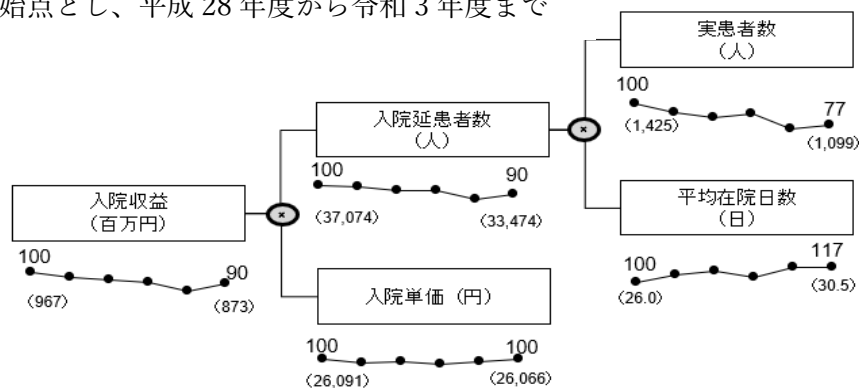 始点とし、平成 28 年度から令和 3 年度まで
実患者数
（人）
100
77
（1,425）
（1,099）
入院延患者数
（人）
×
100
90
（37,074）
（33,474）
平均在院日数
（日）
100
117
（26.0）
（30.5）
入院収益
（百万円）
×
100
90
（967）
（873）
入院単価（円）
100
100
（26,091）
（26,066）